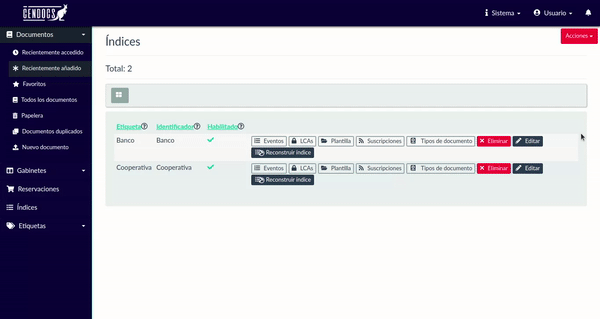 GENDOCS
Sistema
Usuario
Documentos
Recientemente accedido
Recientemente añadido
Favoritos
Todos los documentos
Papelera
Documentos duplicados
Nuevo documento
Gabinetes
Reservaciones
Índices
Etiquetas
Índices
Acciones
Total: 2
Etiqueta Identificador Habilitado
Banco Banco Eventos LCAs Plantilla Suscripciones Tipos de documento Eliminar Editar
Reconstruir índice
Cooperativa Cooperativa Eventos LCAs Plantilla Suscripciones Tipos de documento Eliminar Editar
Reconstruir índice